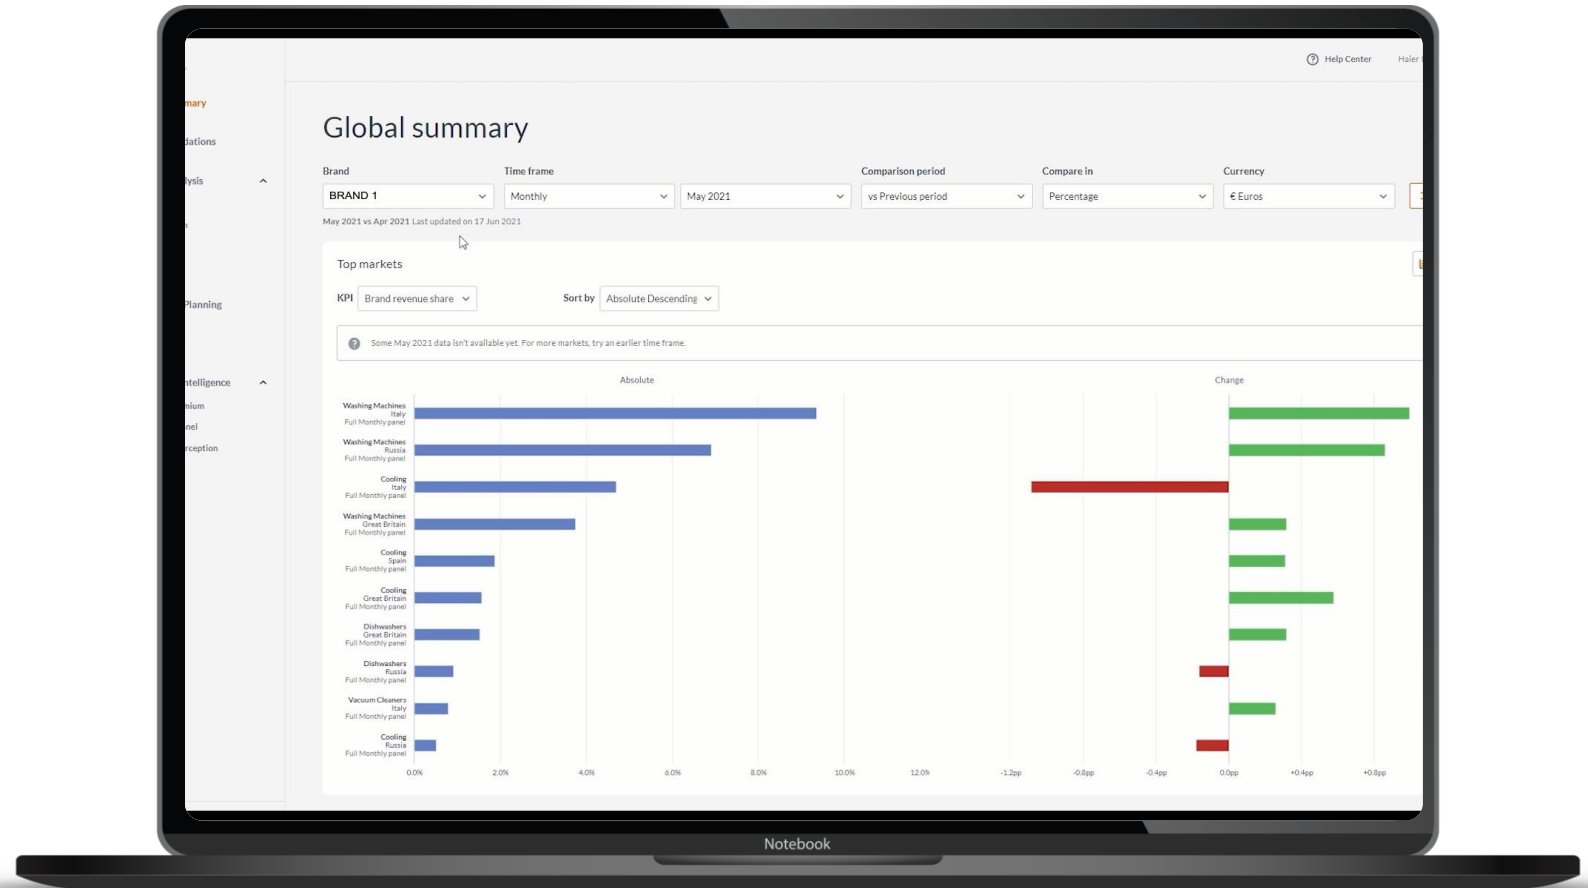 Help Center
Haier
mary
Global summary
dations
Brand
Time frame
Comparison period
Compare in
Currency
lysis
BRAND 1
Monthly
May 2021
vs Previous period
Percentage
€ Euros
May 2021 vs Apr 2021 Last updated on 17 Jun 2021
Top markets
KPI
Brand revenue share
Sort by
Absolute Descending
Planning
Some May 2021 data isn't available yet. For more markets, try an earlier time frame.
ntelligence
mium
nel
rception
Absolute
Change
Washing Machines
Italy
Full Monthly panel
Washing Machines
Russia
Full Monthly panel
Cooling
Italy
Full Monthly panel
Washing Machines
Great Britain
Full Monthly panel
Cooling
Spain
Full Monthly panel
Cooling
Great Britain
Full Monthly panel
Dishwashers
Great Britain
Full Monthly panel
Dishwashers
Russia
Full Monthly panel
Vacuum Cleaners
Italy
Full Monthly panel
Cooling
Russia
Full Monthly panel
0.0%
2.0%
4.0%
6.0%
8.0%
10.0%
12.0%
-1.2pp
-0.8pp
-0.4pp
0.0pp
+0.4pp
+0.8pp
Notebook